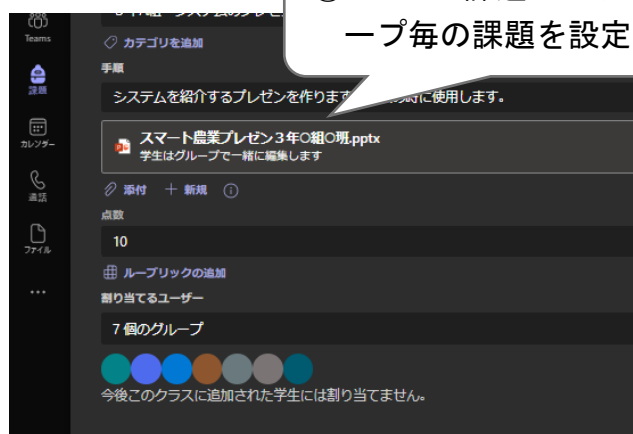 ープ毎の課題を設定
Teams
カテゴリを追加
課題
手順
システムを紹介するプレゼンを作ります
に使用します。
カレンダー
スマート農業プレゼン３年○組○班.pptx
学生はグループで一緒に編集します
通話
添付 ＋ 新規
点数
ファイル
10
ルーブリックの追加
割り当てるユーザー
7 個のグループ
今後このクラスに追加された学生には割り当てません。